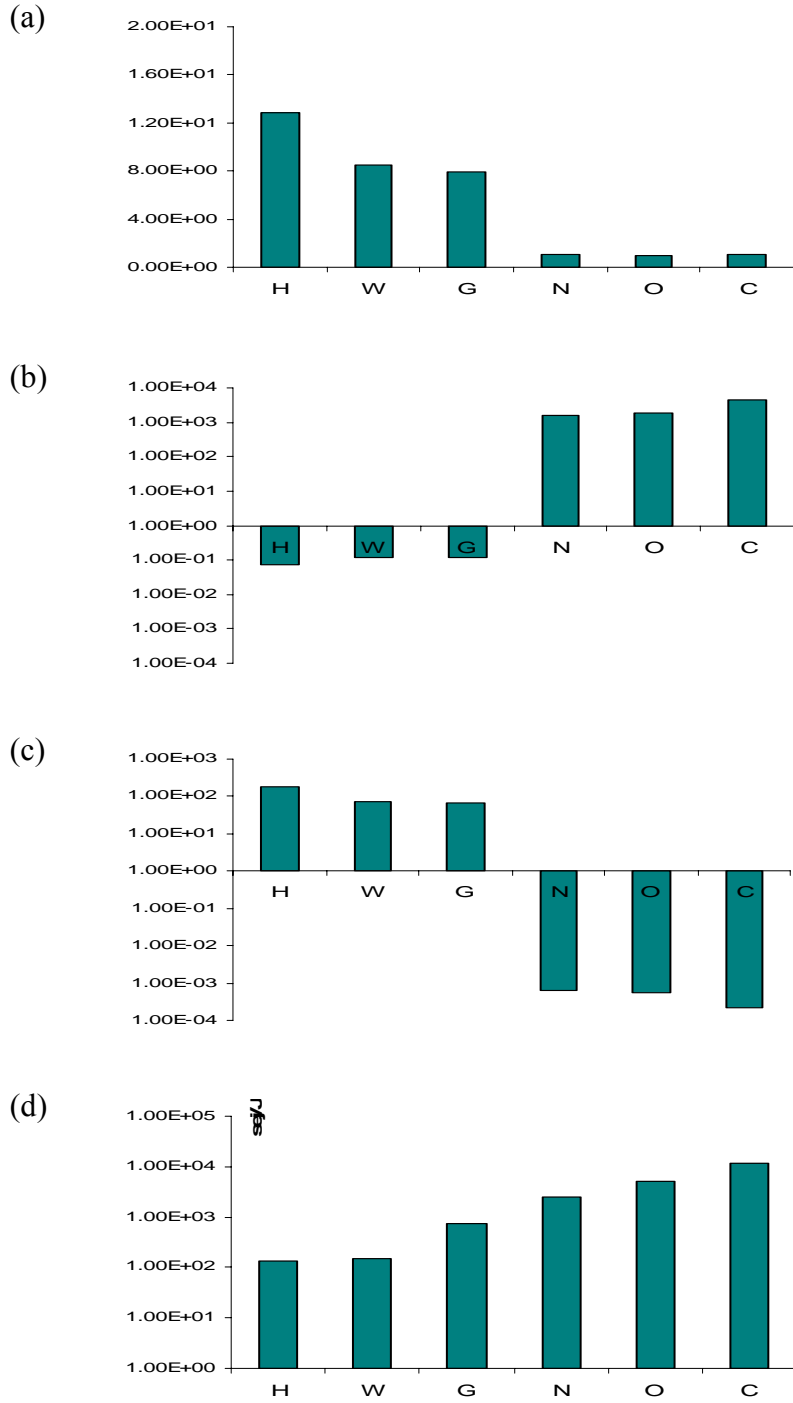 (a)
2.00E+01
1.60E+01
1.20E+01
8.00E+00
4.00E+00
0.00E+00
H W G N O C
(b)
1.00E+04
1.00E+03
1.00E+02
1.00E+01
1.00E+00
1.00E-01
1.00E-02
1.00E-03
1.00E-04
H W G N O C
(c)
1.00E+03
1.00E+02
1.00E+01
1.00E+00
1.00E-01
1.00E-02
1.00E-03
1.00E-04
H W G N O C
(d)
sej/J
1.00E+05
1.00E+04
1.00E+03
1.00E+02
1.00E+01
1.00E+00
H W G N O C